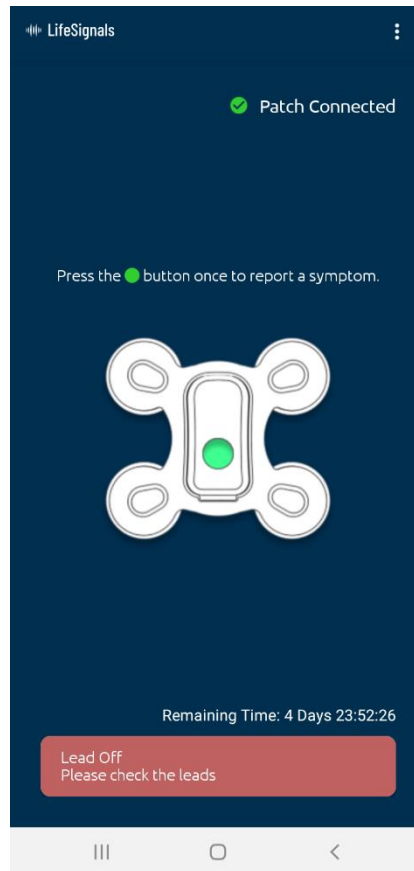 LifeSignals
Patch Connected
Press the button once to report a symptom.
Remaining Time: 4 Days 23:52:26
Lead Off
Please check the leads